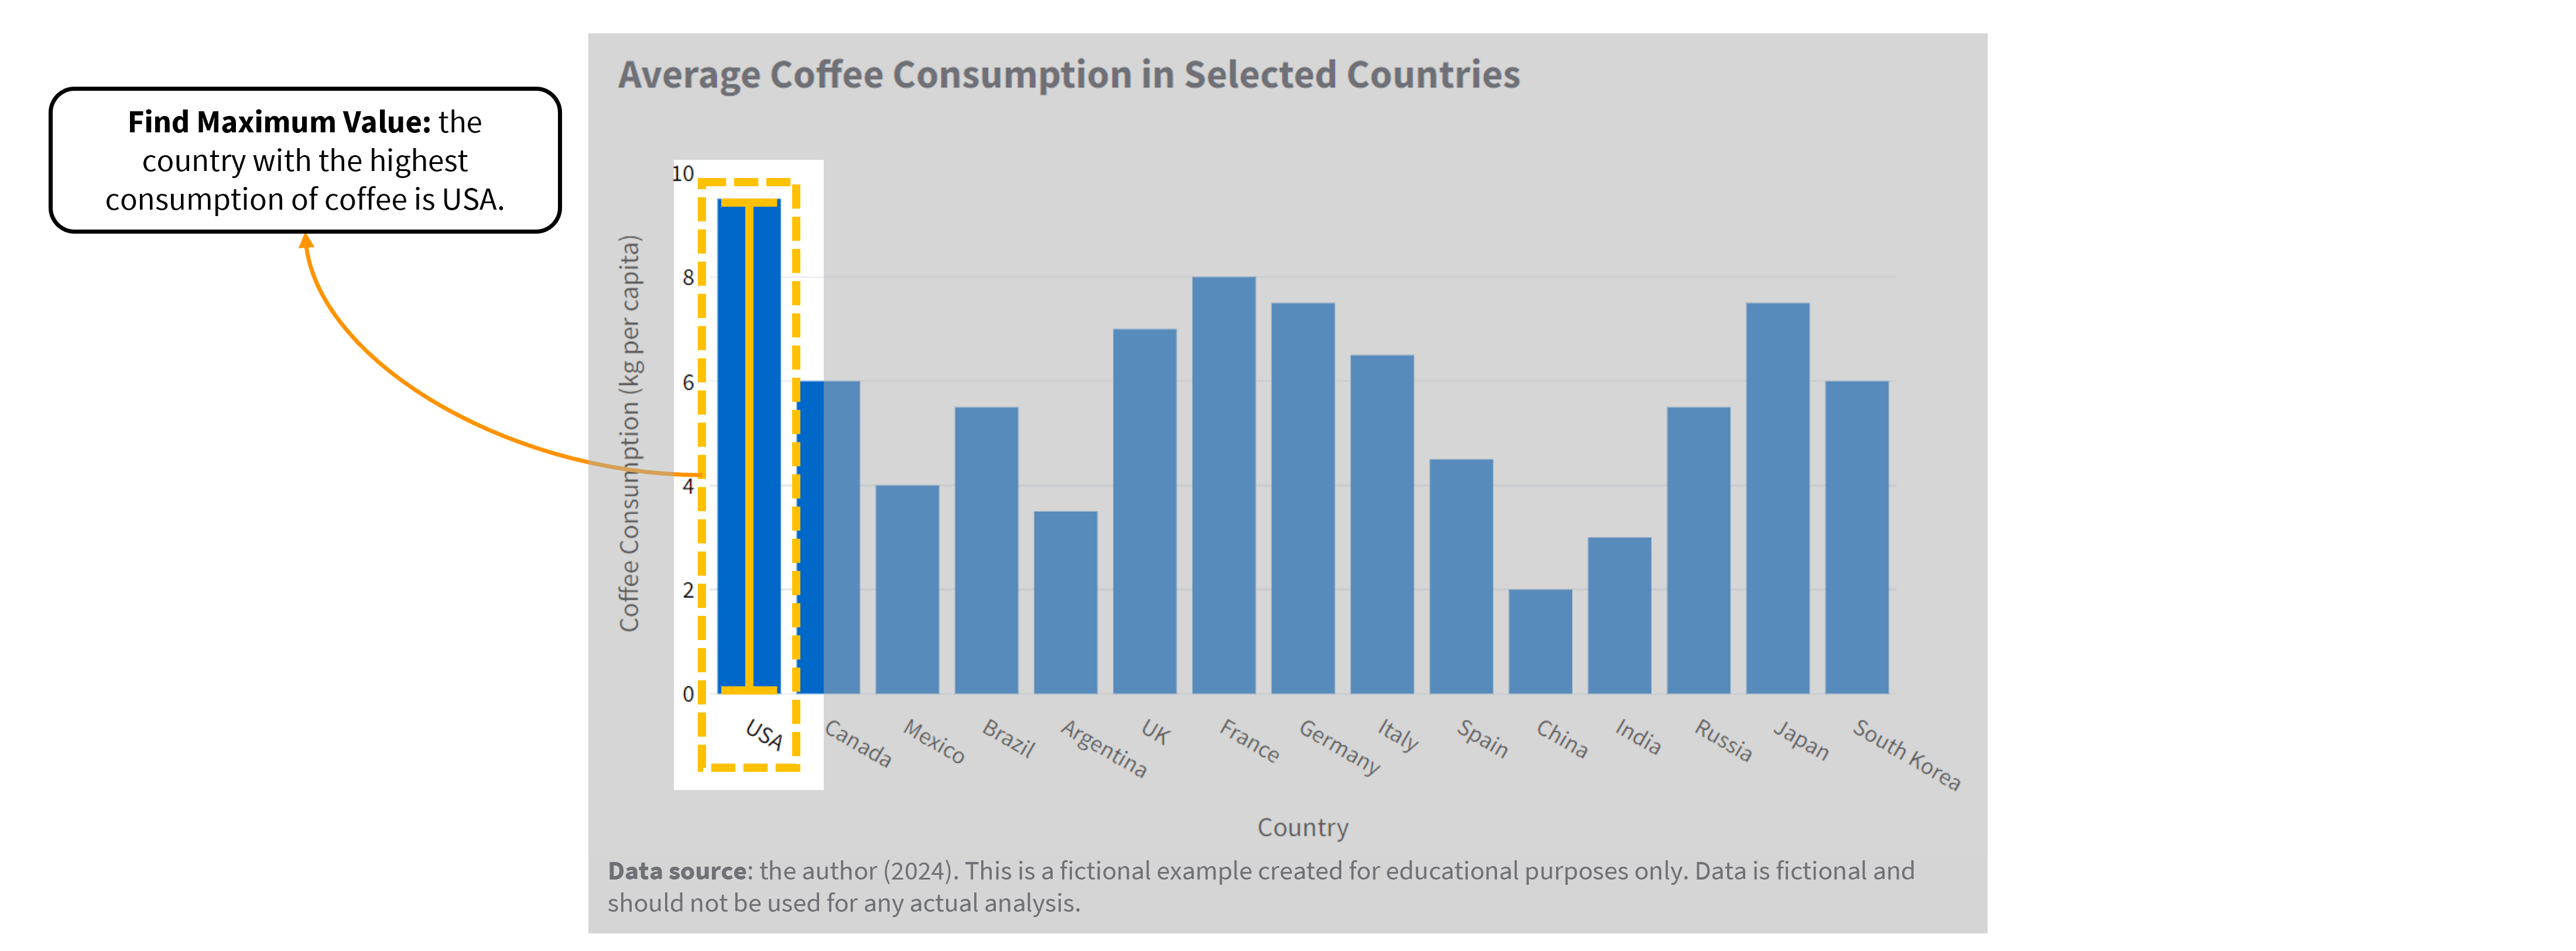 Find Maximum Value: the
country with the highest
consumption of coffee is USA.
Average Coffee Consumption in Selected Countries
Coffee Consumption (kg per capita)
10
8
6
4
2
0
USA
Canada
Mexico
Brazil
Argentina
UK
France
Germany
Italy
Spain
China
India
Russia
Japan
South Korea
Country
Data source: the author (2024). This is a fictional example created for educational purposes only. Data is fictional and
should not be used for any actual analysis.